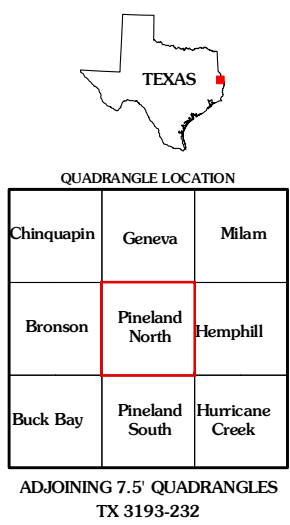 TEXAS
QUADRANGLE LOCATION
Chinquapin
Geneva
Milam
Bronson
Pineland
North
Hemphill
Buck Bay
Pineland
South
Hurricane
Creek
ADJOINING 7.5' QUADRANGLES
TX 3193-232